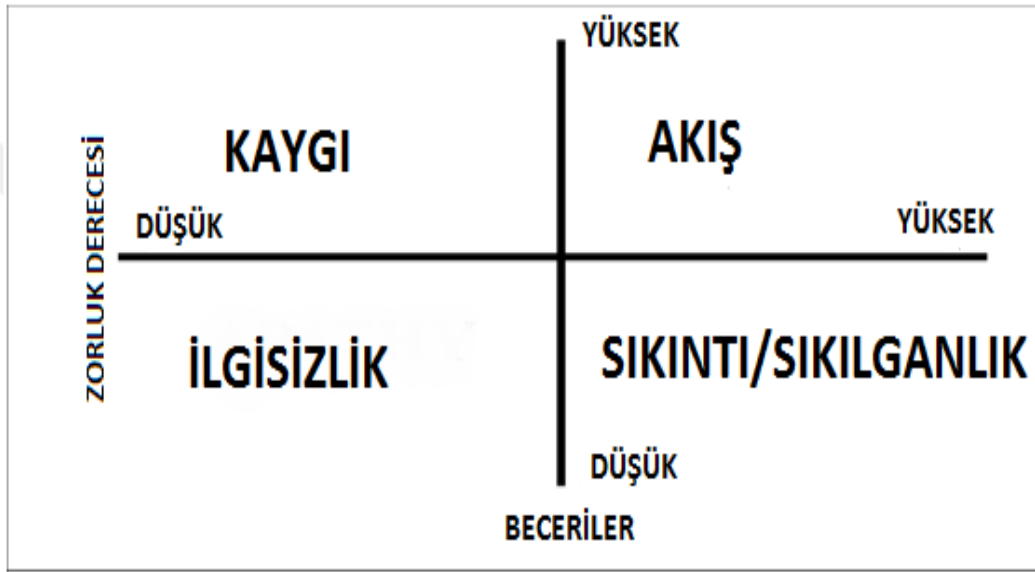 YÜKSEK
KAYGI
AKIŞ
ZORLUK DERECESİ
DÜŞÜK
YÜKSEK
İLGİSİZLİK
SIKINTI/SIKILGANLIK
DÜŞÜK
BECERİLER